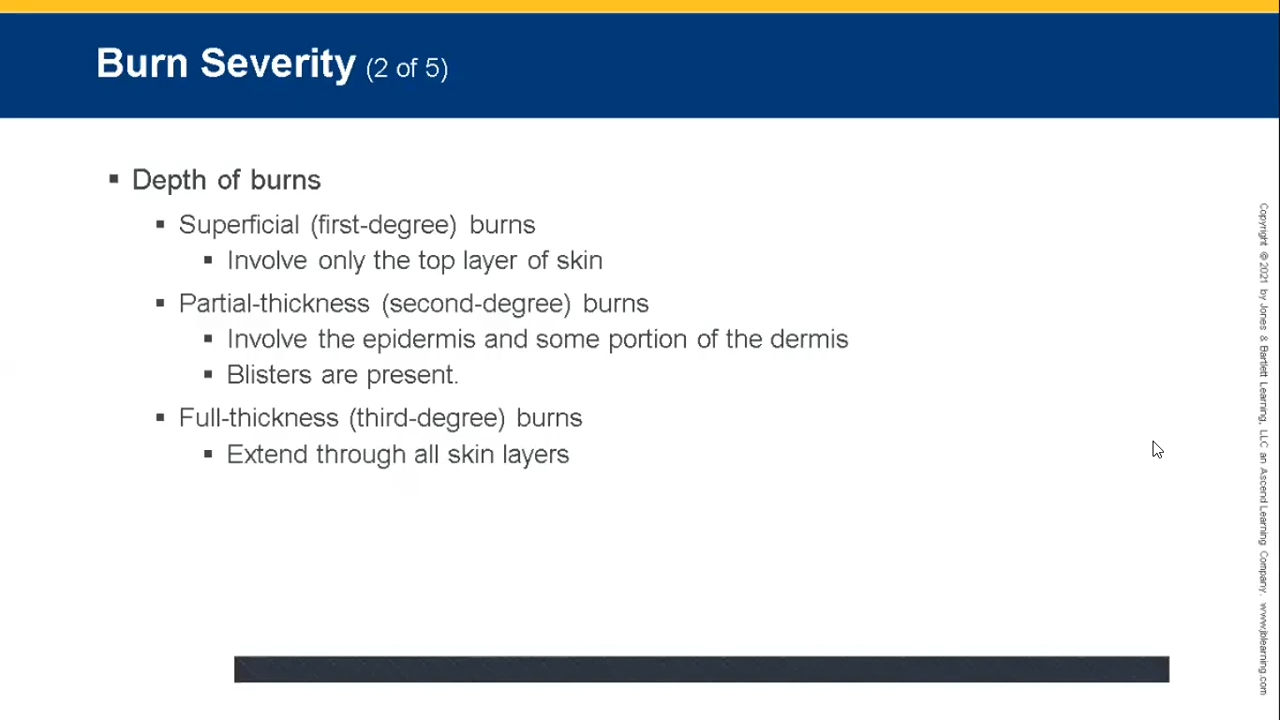 Burn Severity (2 of 5)
▪ Depth of burns
▪ Superficial (first-degree) burns
▪ Involve only the top layer of skin
▪ Partial-thickness (second-degree) burns
▪ Involve the epidermis and some portion of the dermis
▪ Blisters are present.
▪ Full-thickness (third-degree) burns
▪ Extend through all skin layers
Copyright © 2021 by Jones & Bartlett Learning, LLC an Ascend Learning Company. www.jblearning.com